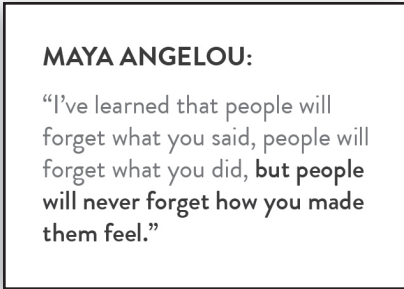 MAYA ANGELOU:
“I’ve learned that people will
forget what you said, people will
forget what you did, but people
will never forget how you made
them feel.”